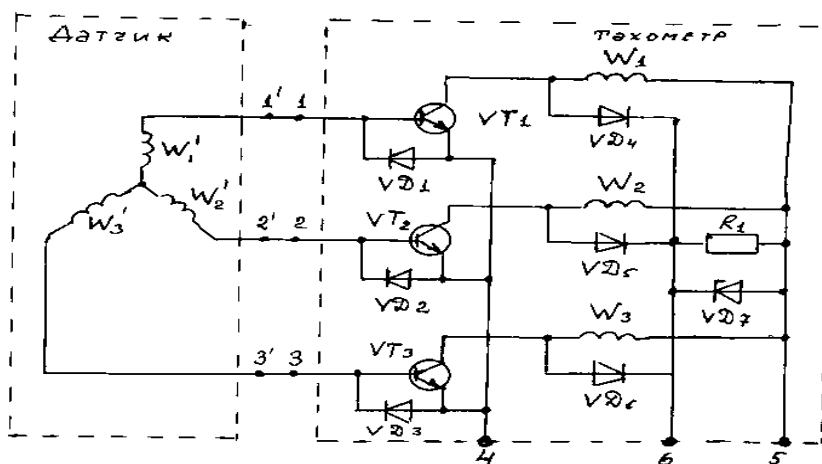 Датчик
тахометр
W1
1' 1
VT1
VD4
W1'
VD1
W2
W2'
VT2
R1
W3'
2' 2
VD5
VD2
VD7
W3
3' 3
VT3
VD6
VD3
4
6
5